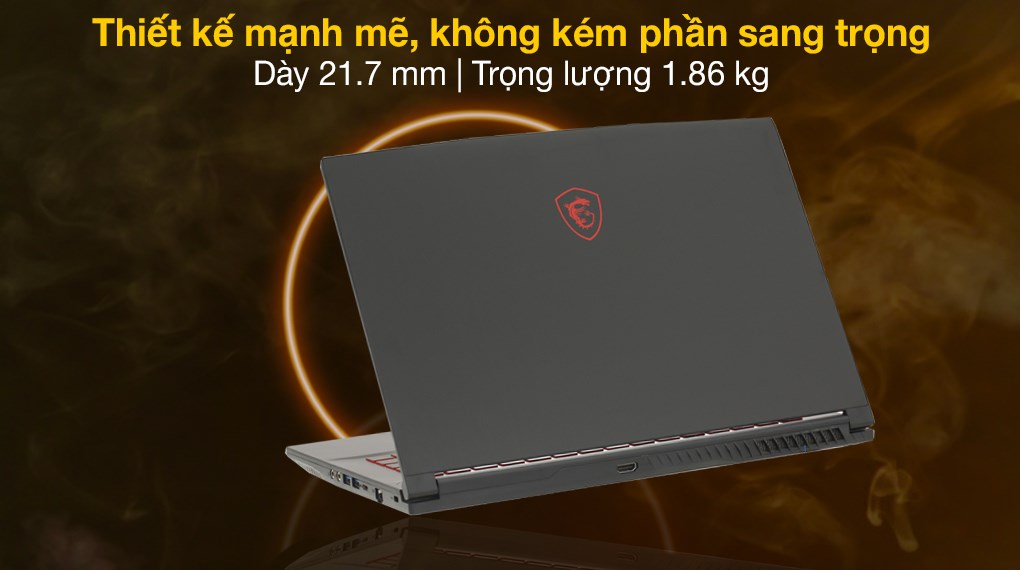 Thiết kế mạnh mẽ, không kém phần sang trọng
Dày 21.7 mm | Trọng lượng 1.86 kg